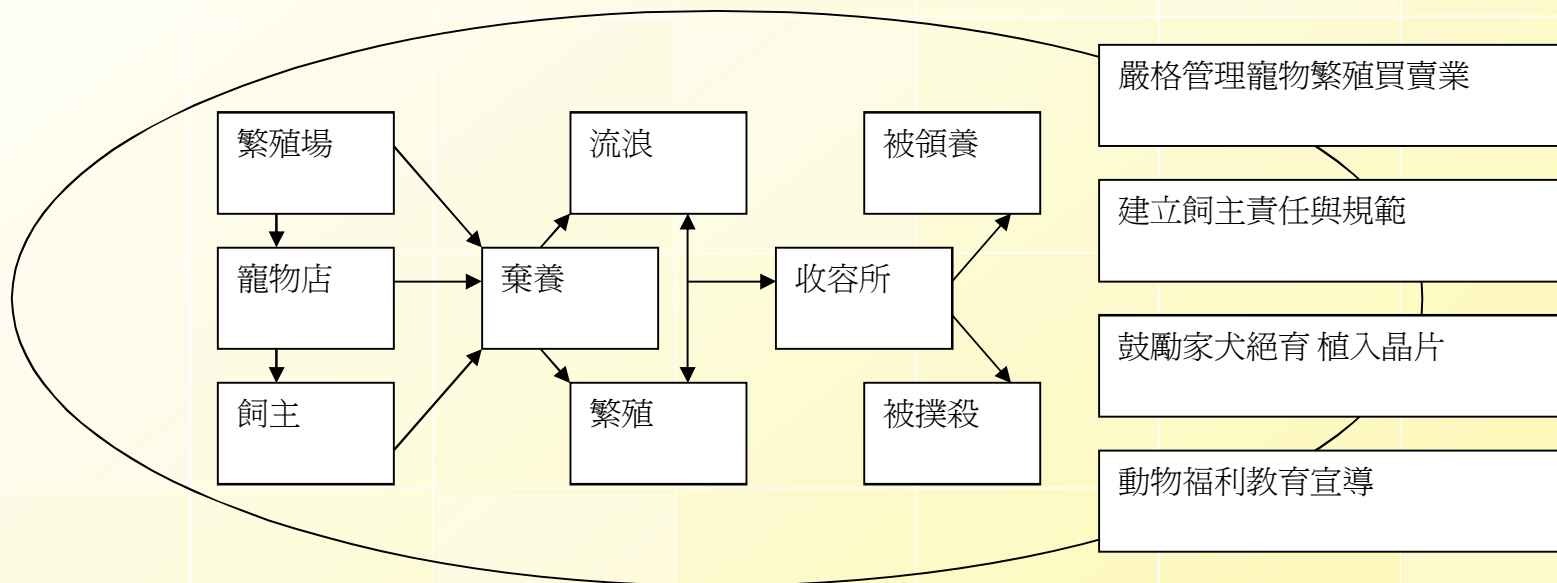 繁殖場
流浪
被領養
寵物店
棄養
收容所
飼主
繁殖
被撲殺
嚴格管理寵物繁殖買賣業
建立飼主責任與規範
鼓勵家犬絕育 植入晶片
動物福利教育宣導